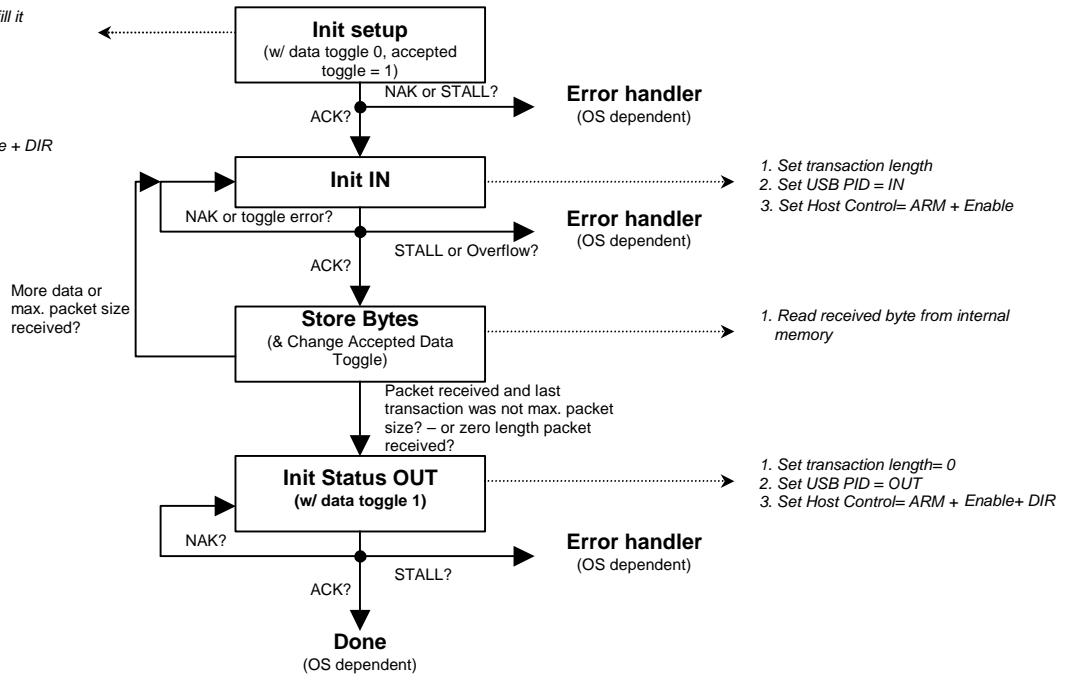 ill it
Init setup
(w/ data toggle 0, accepted
toggle = 1)
NAK or STALL?
Error handler
(OS dependent)
ACK?
e + DIR
Init IN
1. Set transaction length
2. Set USB PID = IN
3. Set Host Control= ARM + Enable
NAK or toggle error?
Error handler
(OS dependent)
STALL or Overflow?
ACK?
More data or
max. packet size
received?
Store Bytes
(& Change Accepted Data
Toggle)
1. Read received byte from internal
memory
Packet received and last
transaction was not max. packet
size? – or zero length packet
received?
Init Status OUT
(w/ data toggle 1)
1. Set transaction length= 0
2. Set USB PID = OUT
3. Set Host Control= ARM + Enable+ DIR
NAK?
Error handler
(OS dependent)
STALL?
ACK?
Done
(OS dependent)